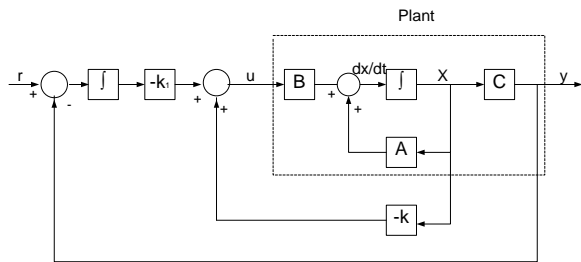 Plant
r
∫
-k₁
u
B
dx/dt
∫
X
C
y
+
-
+
+
+
+
A
-k